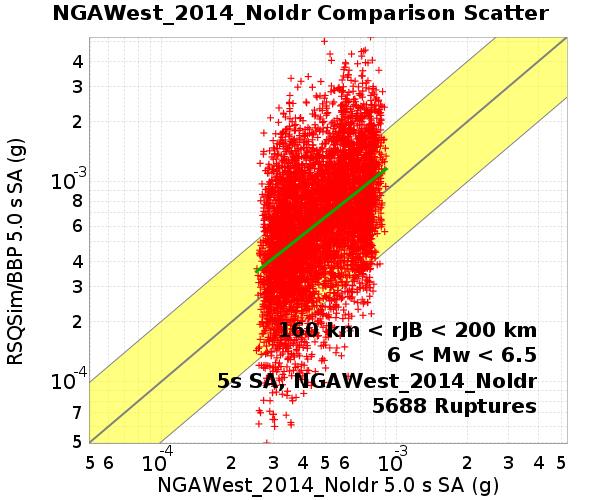 NGAWest_2014_NoIdr Comparison Scatter
RSQSim/BBP 5.0 s SA (g)
4
3
2
10-3
8
6
4
3
2
10-4
7
5
160 km < rJB < 200 km
6 < Mw < 6.5
5s SA, NGAWest_2014_NoIdr
5688 Ruptures
5 6 10-4 2 3 4 5 6 10-3 2 3 4 5
NGAWest_2014_NoIdr 5.0 s SA (g)